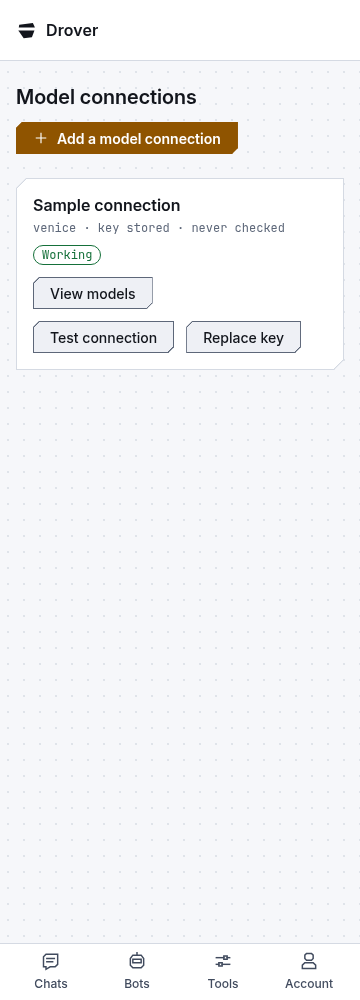 Drover
Model connections
Add a model connection
Sample connection
venice · key stored · never checked
Working
View models
Test connection Replace key
Chats Bots Tools Account